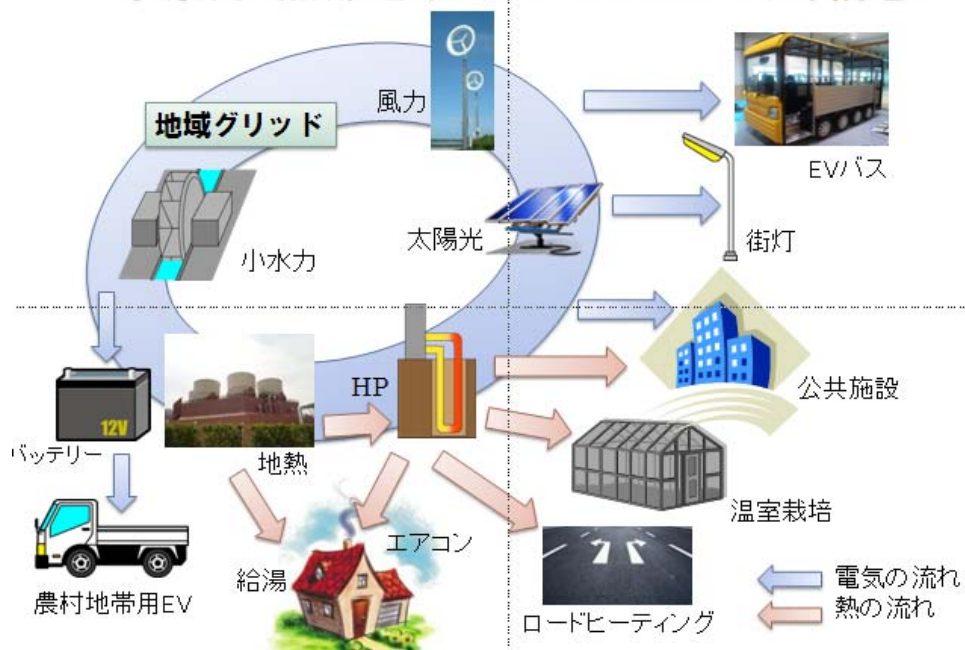 風力
地域グリッド
EVバス
小水力
太陽光
街灯
HP
公共施設
12V
バッテリー
地熱
温室栽培
エアコン
給湯
農村地帯用EV
ロードヒーティング
電気の流れ
熱の流れ